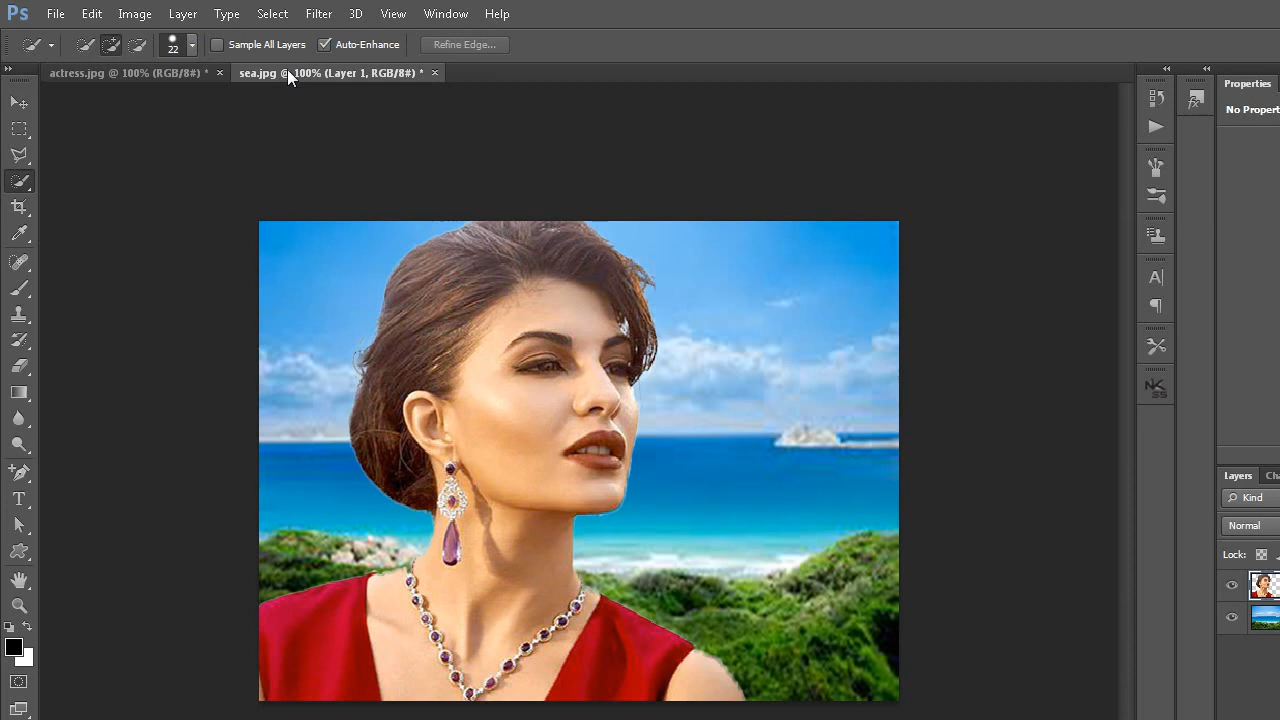 Ps File Edit Image Layer Type Select Filter 3D View Window Help
22 Sample All Layers Auto-Enhance Refine Edge...
actress.jpg @ 100% (RGB/8#) * × sea.jpg @ 100% (Layer 1, RGB/8#) * ×
Properties
No Propert
Layers Cha
Kind
Normal
Lock: